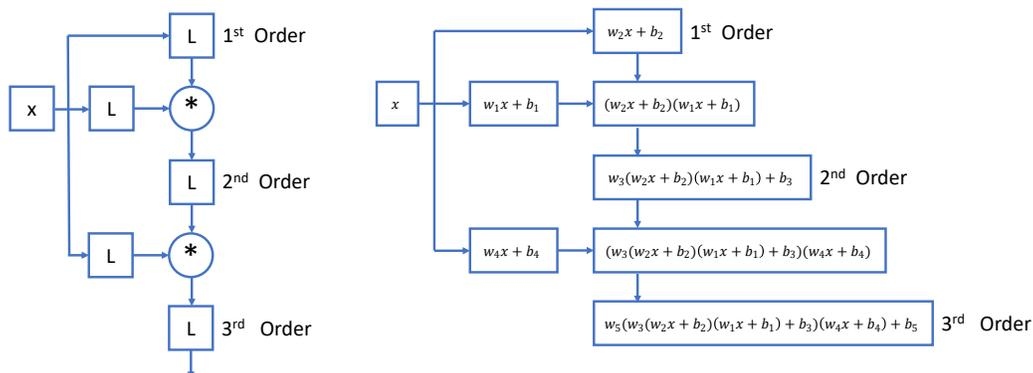 L 1st Order
x L *
L 2nd Order
L *
L 3rd Order
w₂x + b₂ 1st Order
x w₁x + b₁ (w₂x + b₂)(w₁x + b₁)
w₃(w₂x + b₂)(w₁x + b₁) + b₃ 2nd Order
w₄x + b₄ (w₃(w₂x + b₂)(w₁x + b₁) + b₃)(w₄x + b₄)
w₅(w₃(w₂x + b₂)(w₁x + b₁) + b₃)(w₄x + b₄) + b₅ 3rd Order